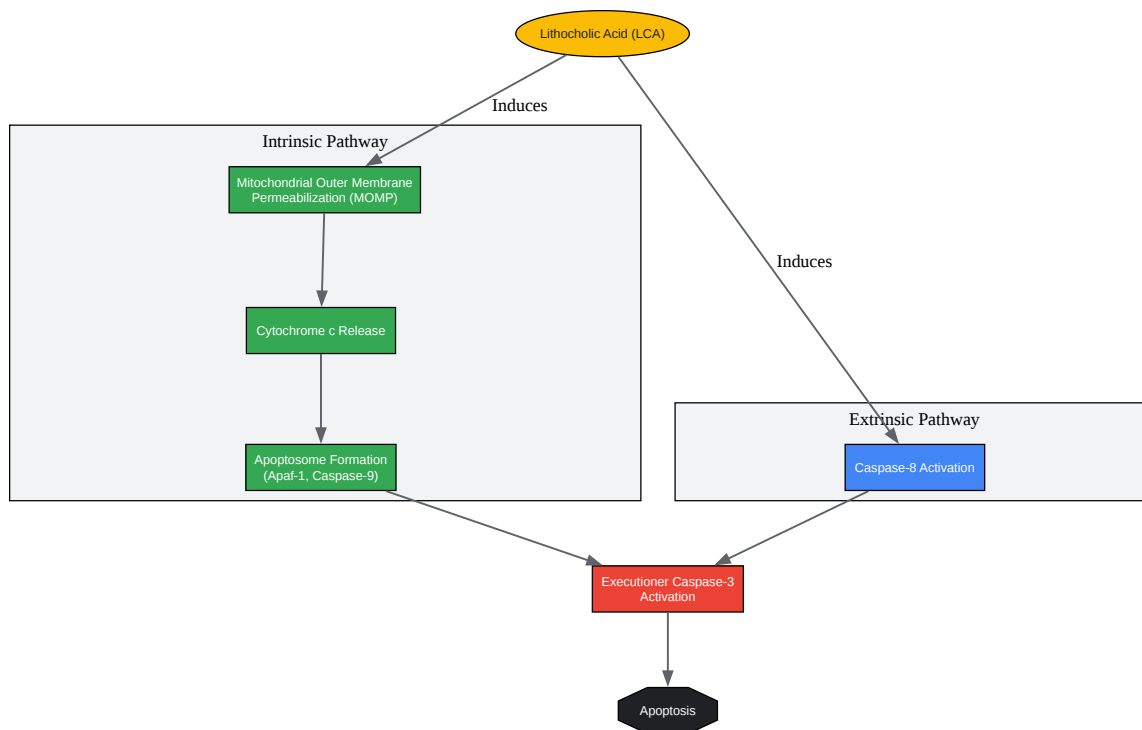 Lithocholic Acid (LCA)
Induces
Intrinsic Pathway
Mitochondrial Outer Membrane
Permeabilization (MOMP)
Induces
Cytochrome c Release
Extrinsic Pathway
Apoptosome Formation
(Apaf-1, Caspase-9)
Caspase-8 Activation
Executioner Caspase-3
Activation
Apoptosis